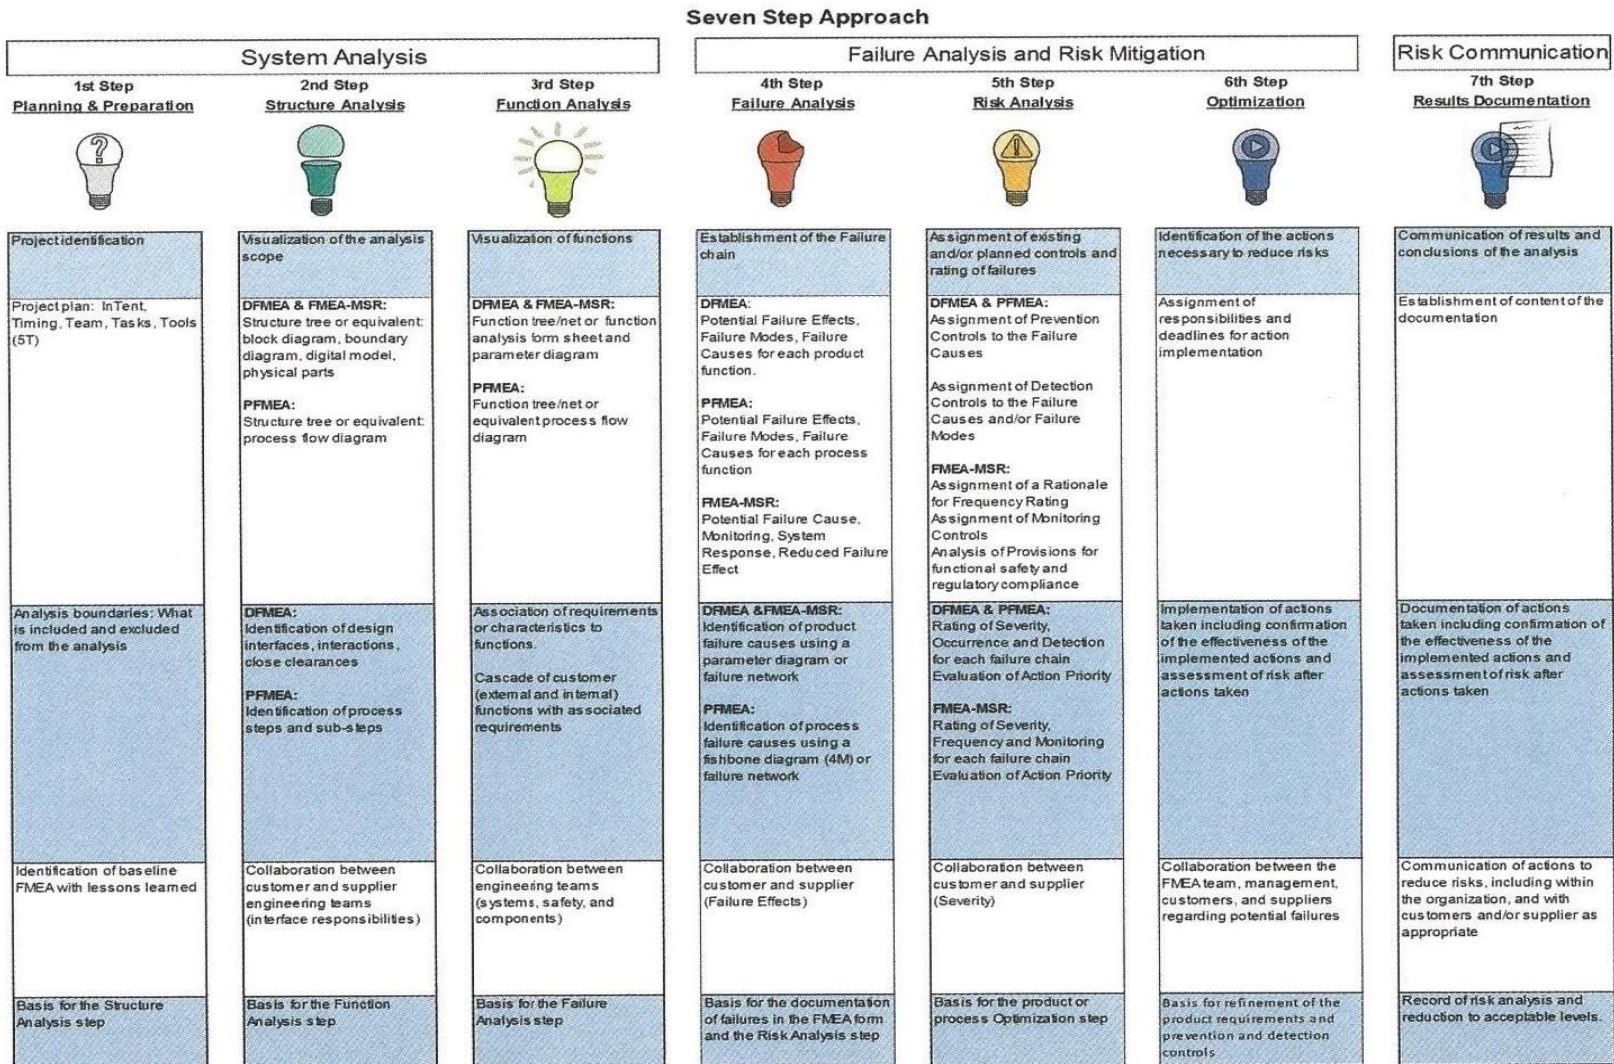 Seven Step Approach
System Analysis
Failure Analysis and Risk Mitigation
Risk Communication
1st Step
Planning & Preparation
2nd Step
Structure Analysis
3rd Step
Function Analysis
4th Step
Failure Analysis
5th Step
Risk Analysis
6th Step
Optimization
7th Step
Results Documentation
?
Project identification
Visualization of the analysis
scope
Visualization of functions
Establishment of the Failure
chain
Assignment of existing
and/or planned controls and
rating of failures
Identification of the actions
necessary to reduce risks
Communication of results and
conclusions of the analysis
Project plan: InTent,
Timing, Team, Tasks, Tools
(5T)
DFMEA & FMEA-MSR:
Structure tree or equivalent:
block diagram, boundary
diagram, digital model,
physical parts
PFMEA:
Structure tree or equivalent:
process flow diagram
DFMEA & FMEA-MSR:
Function tree/net or function
analysis form sheet and
parameter diagram
PFMEA:
Function tree/net or
equivalent process flow
diagram
DFMEA:
Potential Failure Effects,
Failure Modes, Failure
Causes for each product
function.
PFMEA:
Potential Failure Effects,
Failure Modes, Failure
Causes for each process
function
FMEA-MSR:
Potential Failure Cause,
Monitoring, System
Response, Reduced Failure
Effect
DFMEA & PFMEA:
Assignment of Prevention
Controls to the Failure
Causes
Assignment of Detection
Controls to the Failure
Causes and/or Failure
Modes
FMEA-MSR:
Assignment of a Rationale
for Frequency Rating
Assignment of Monitoring
Controls
Analysis of Provisions for
functional safety and
regulatory compliance
Assignment of
responsibilities and
deadlines for action
implementation
Establishment of content of the
documentation
Analysis boundaries: What
is included and excluded
from the analysis
DFMEA:
Identification of design
interfaces, interactions,
close clearances
PFMEA:
Identification of process
steps and sub-steps
Association of requirements
or characteristics to
functions.
Cascade of customer
(external and internal)
functions with associated
requirements
DFMEA &FMEA-MSR:
Identification of product
failure causes using a
parameter diagram or
failure network
PFMEA:
Identification of process
failure causes using a
fishbone diagram (4M) or
failure network
DFMEA & PFMEA:
Rating of Severity,
Occurrence and Detection
for each failure chain
Evaluation of Action Priority
FMEA-MSR:
Rating of Severity,
Frequency and Monitoring
for each failure chain
Evaluation of Action Priority
Implementation of actions
taken including confirmation
of the effectiveness of the
implemented actions and
assessment of risk after
actions taken
Documentation of actions
taken including confirmation of
the effectiveness of the
implemented actions and
assessment of risk after
actions taken
Identification of baseline
FMEA with lessons learned
Collaboration between
customer and supplier
engineering teams
(interface responsibilities)
Collaboration between
engineering teams
(systems, safety, and
components)
Collaboration between
customer and supplier
(Failure Effects)
Collaboration between
customer and supplier
(Severity)
Collaboration between the
FMEA team, management,
customers, and suppliers
regarding potential failures
Communication of actions to
reduce risks, including within
the organization, and with
customers and/or supplier as
appropriate
Basis for the Structure
Analysis step
Basis for the Function
Analysis step
Basis for the Failure
Analysis step
Basis for the documentation
of failures in the FMEA form
and the Risk Analysis step
Basis for the product or
process Optimization step
Basis for refinement of the
product requirements and
prevention and detection
controls
Record of risk analysis and
reduction to acceptable levels.